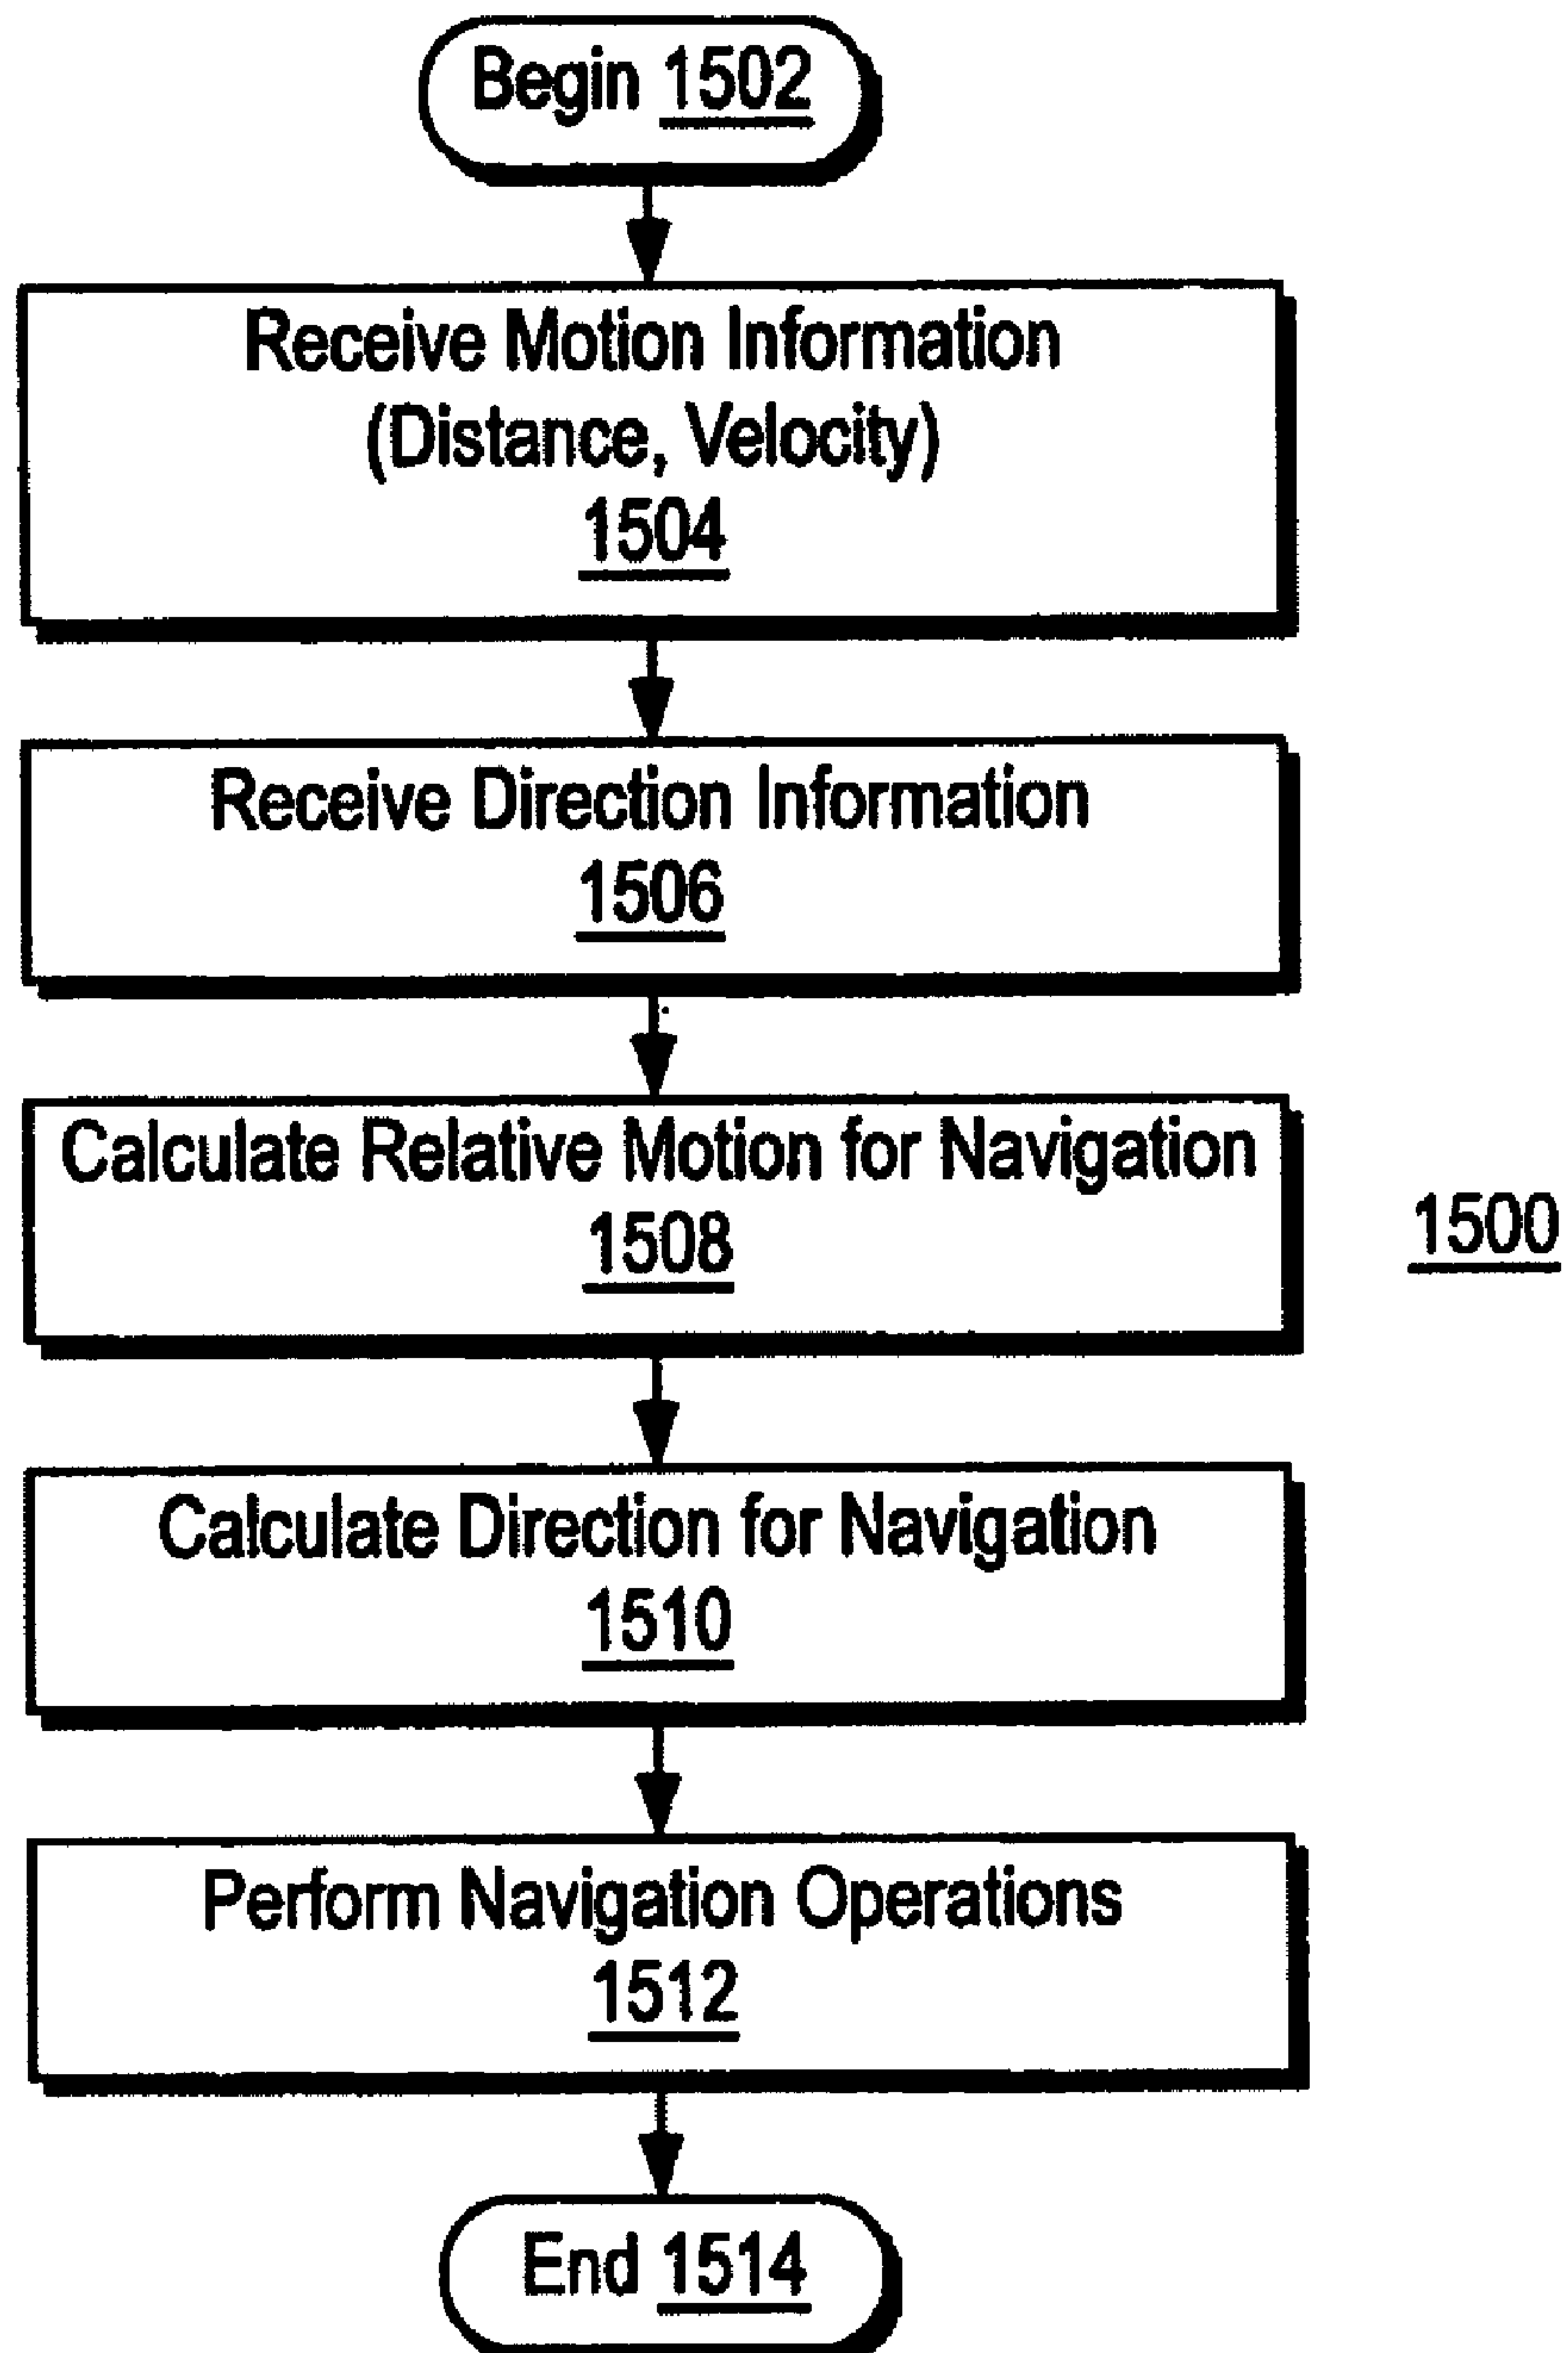 Begin 1502
Receive Motion Information
(Distance, Velocity)
1504
Receive Direction Information
1506
Calculate Relative Motion for Navigation
1508
1500
Calculate Direction for Navigation
1510
Perform Navigation Operations
1512
End 1514